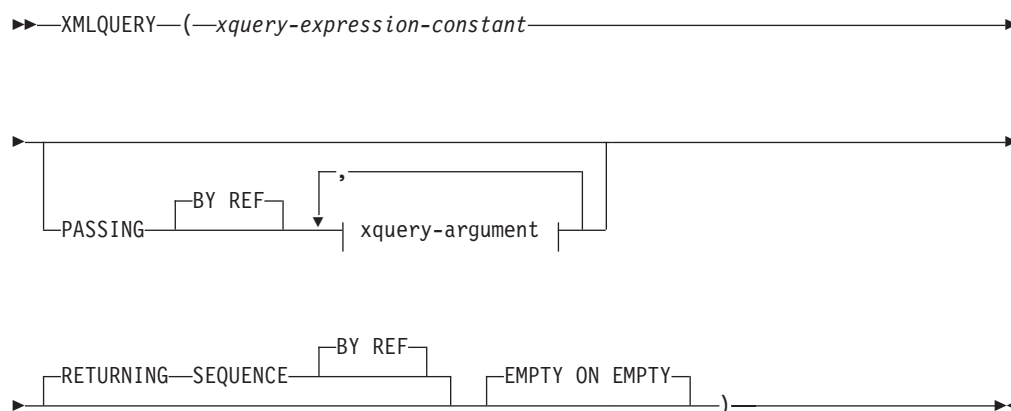 XMLQUERY ( xquery-expression-constant
,
BY REF
PASSING xquery-argument
BY REF
RETURNING SEQUENCE EMPTY ON EMPTY
)